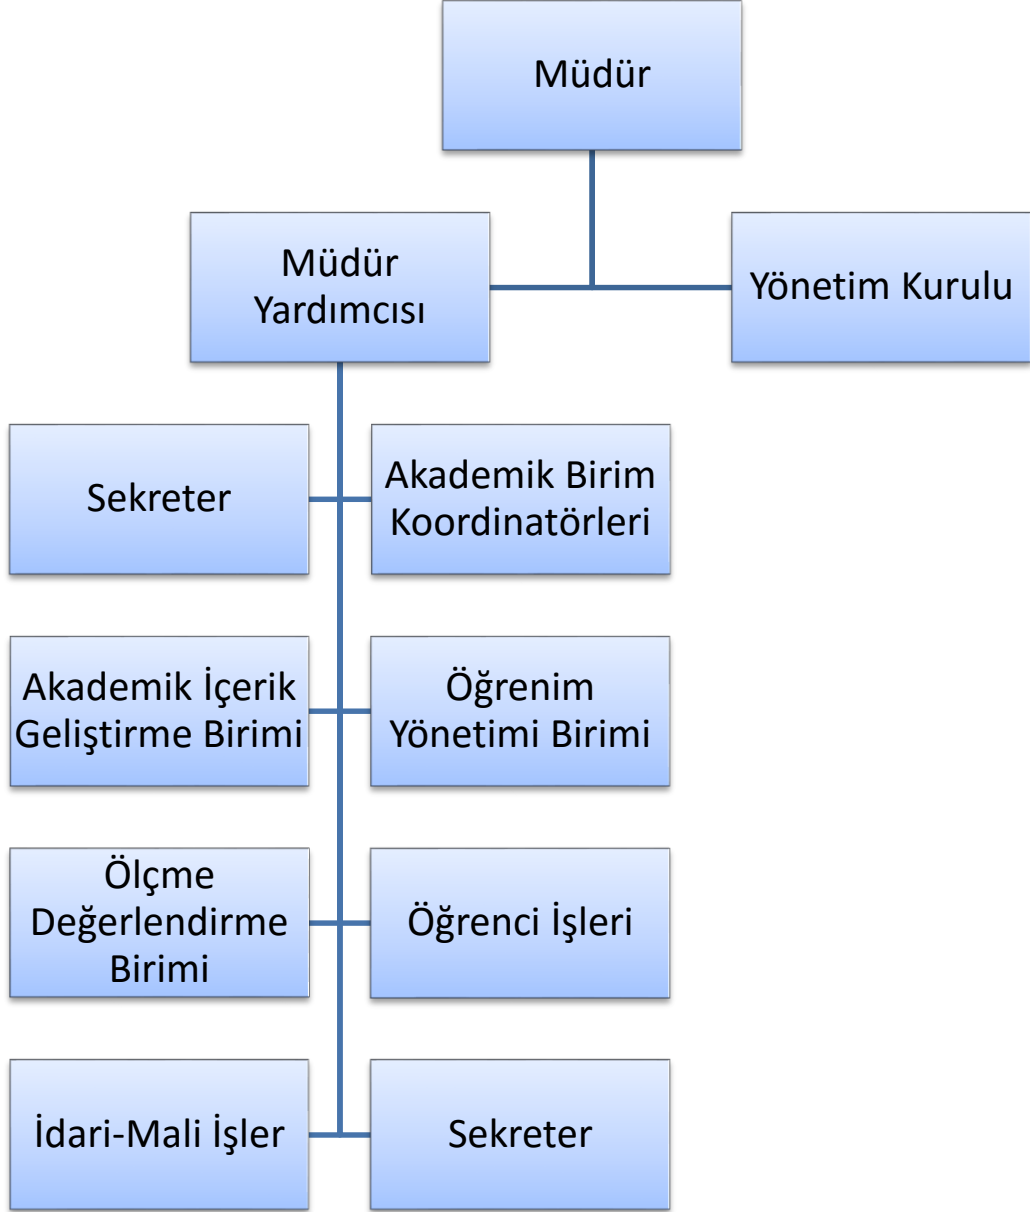 Müdür
Müdür
Yardımcısı
Yönetim Kurulu
Sekreter
Akademik Birim
Koordinatörleri
Akademik İçerik
Geliştirme Birimi
Öğrenim
Yönetimi Birimi
Ölçme
Değerlendirme
Birimi
Öğrenci İşleri
İdari-Mali İşler
Sekreter